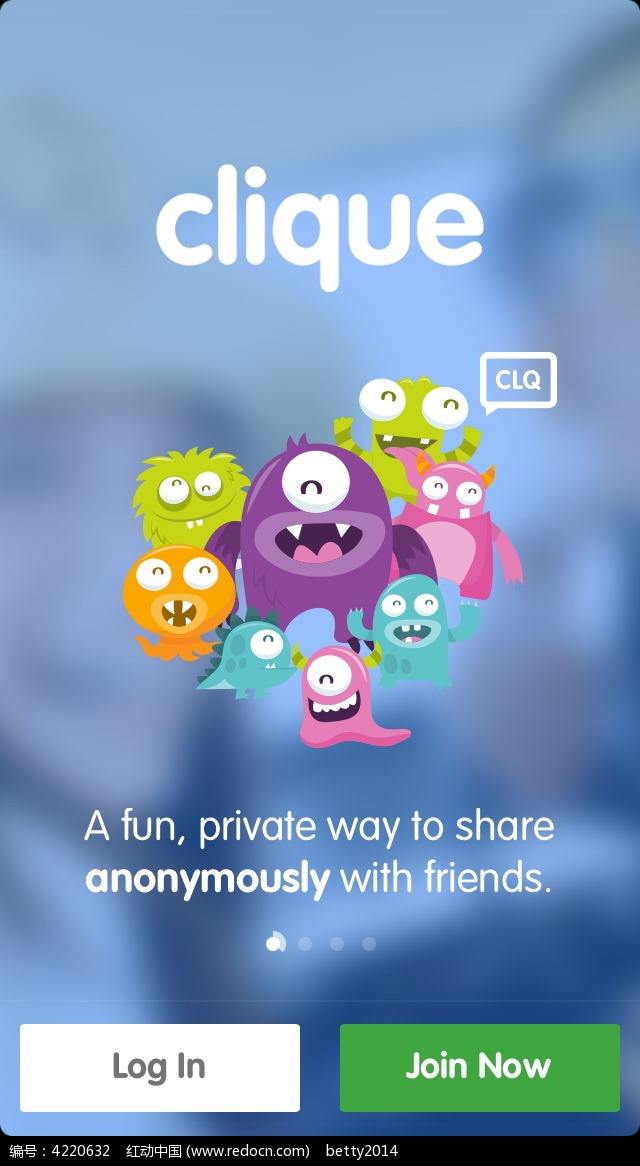 clique
CLQ
A fun, private way to share
anonymously with friends.
Log In
Join Now
编号：4220632 红动中国 (www.redocn.com) betty2014